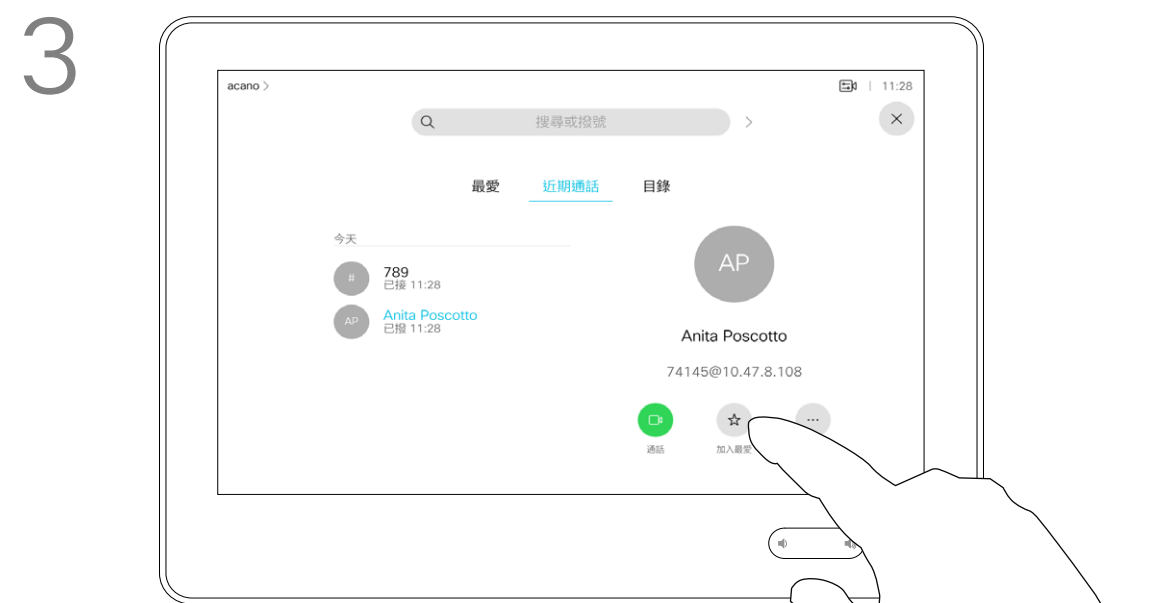 3
acano >
11:28
搜尋或撥號
最愛 近期通話 目錄
今天
#
789
已接 11:28
AP
Anita Poscotto
已撥 11:28
AP
Anita Poscotto
74145@10.47.8.108
通話
加入最愛